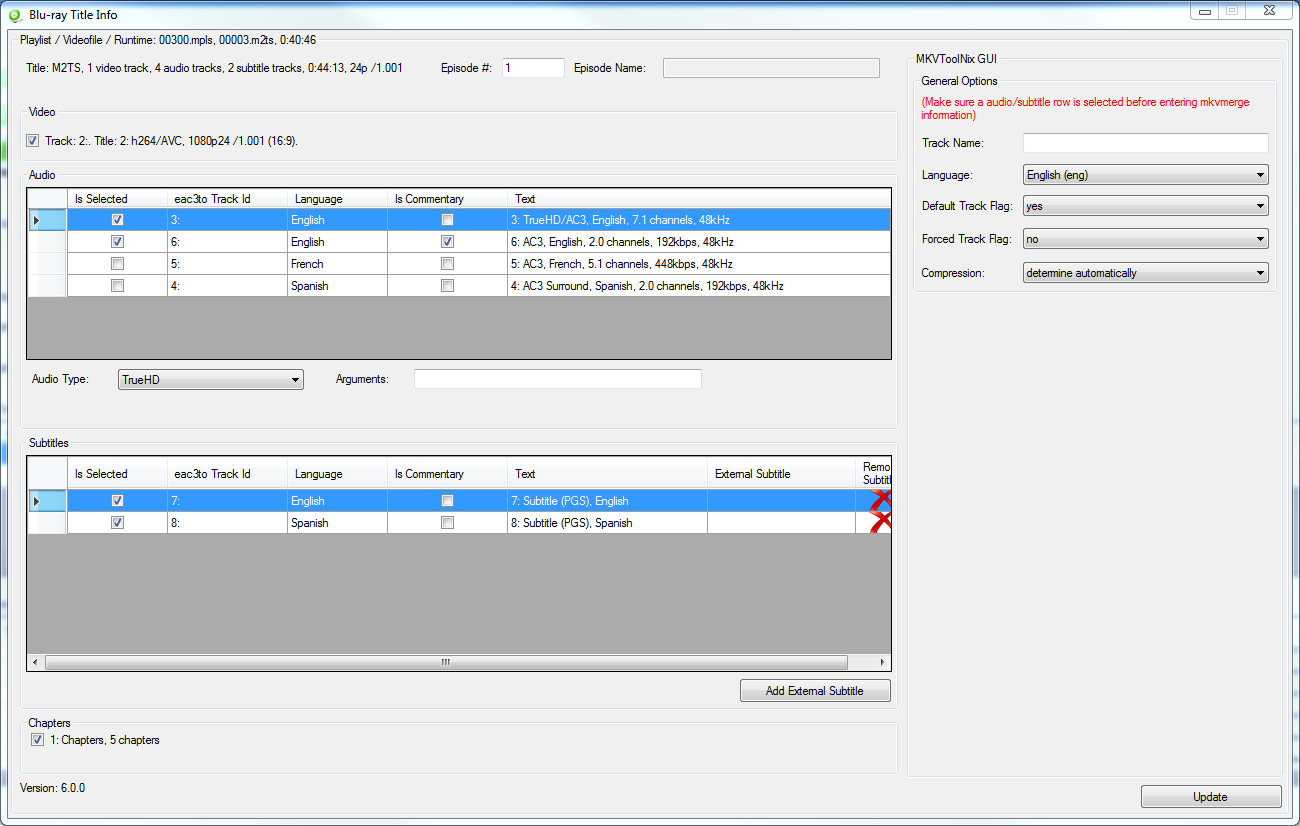 Blu-ray Title Info
Playlist / Videofile / Runtime: 00300.mpls, 00003.m2ts, 0:40:46
Title: M2TS, 1 video track, 4 audio tracks, 2 subtitle tracks, 0:44:13, 24p /1.001 Episode #: 1 Episode Name:
Video
Track: 2:. Title: 2: h264/AVC, 1080p24 /1.001 (16:9).
Audio
Is Selected eac3to Track Id Language Is Commentary Text
3: English 3: TrueHD/AC3, English, 7.1 channels, 48kHz
6: English 6: AC3, English, 2.0 channels, 192kbps, 48kHz
5: French 5: AC3, French, 5.1 channels, 448kbps, 48kHz
4: Spanish 4: AC3 Surround, Spanish, 2.0 channels, 192kbps, 48kHz
Audio Type: TrueHD Arguments:
Subtitles
Is Selected eac3to Track Id Language Is Commentary Text External Subtitle Remo
Subtitl
7: English 7: Subtitle (PGS), English
8: Spanish 8: Subtitle (PGS), Spanish
Add External Subtitle
Chapters
1: Chapters, 5 chapters
Version: 6.0.0
MKVToolNix GUI
General Options
(Make sure a audio/subtitle row is selected before entering mkvmerge
information)
Track Name:
Language: English (eng)
Default Track Flag: yes
Forced Track Flag: no
Compression: determine automatically
Update